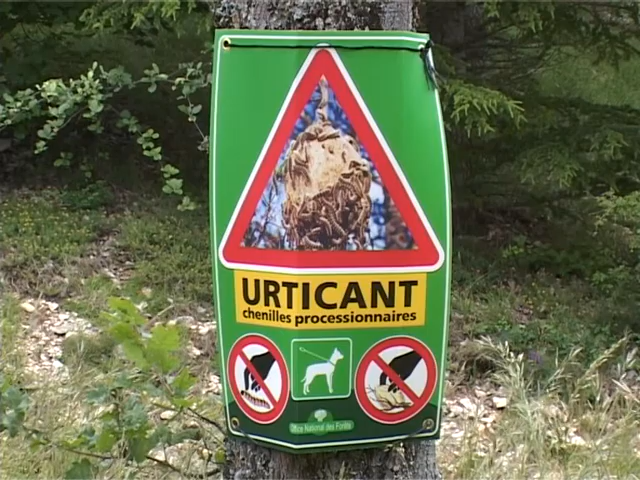 URTICANT
chenilles processionnaires
Office National des Forêts